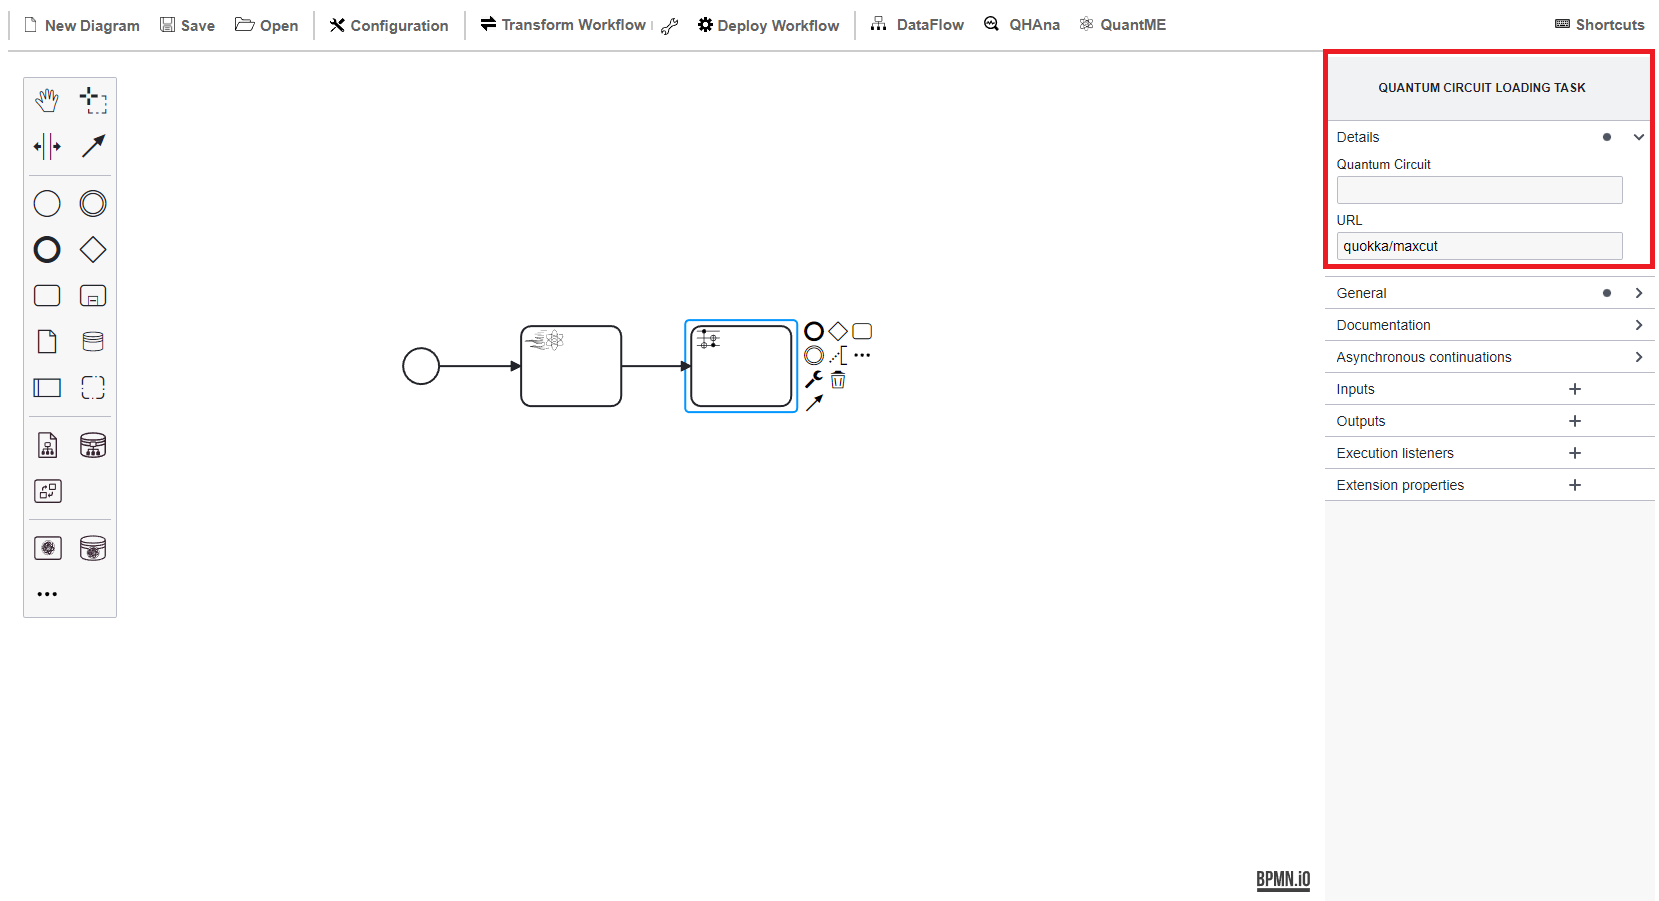 New Diagram Save Open Configuration Transform Workflow Deploy Workflow DataFlow QHAna QuantME Shortcuts
QUANTUM CIRCUIT LOADING TASK
Details
Quantum Circuit
URL
quokka/maxcut
General
Documentation
Asynchronous continuations
Inputs
Outputs
Execution listeners
Extension properties
BPMN.iO